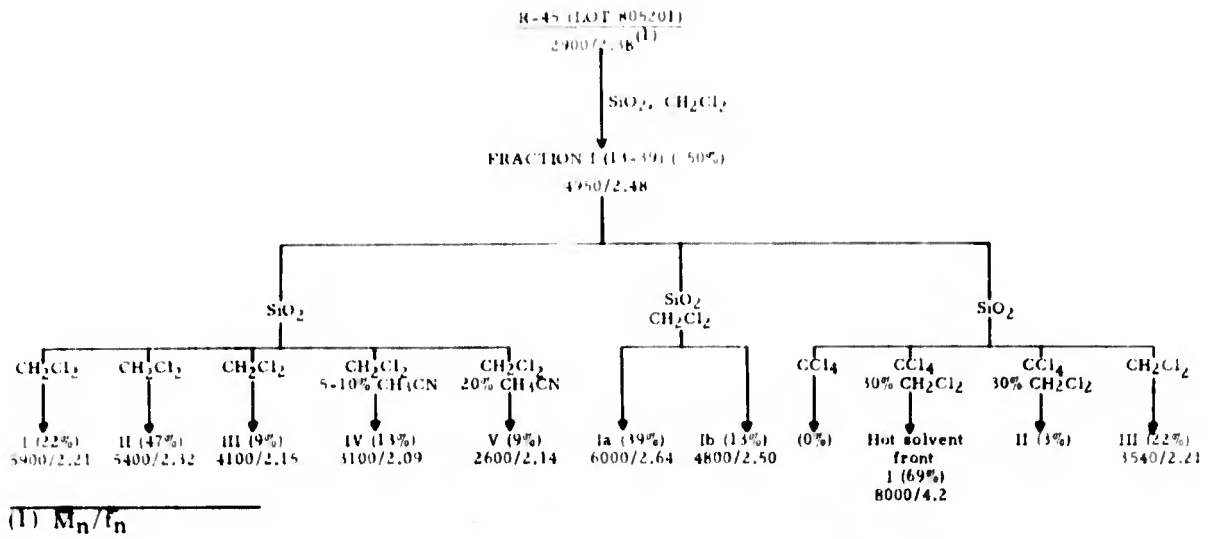 R-45 (LOT 805201)
2900/2.38(1)
SiO2, CH2Cl2
FRACTION I (13-39) ( 50%)
4950/2.48
SiO2
SiO2
CH2Cl2
SiO2
CH2Cl2 CH2Cl2 CH2Cl2 CH2Cl2 CH2Cl2 CCl4 CCl4 CCl4 CH2Cl2
5-10% CH3CN 20% CH3CN 30% CH2Cl2 30% CH2Cl2
I (22%) II (47%) III (9%) IV (13%) V (9%) Ia (39%) Ib (13%) (0%) Hot solvent II (3%) III (22%)
5900/2.21 5400/2.32 4100/2.15 3100/2.09 2600/2.14 6000/2.64 4800/2.50 front 3540/2.21
I (69%)
8000/4.2
(1) Mn/fn